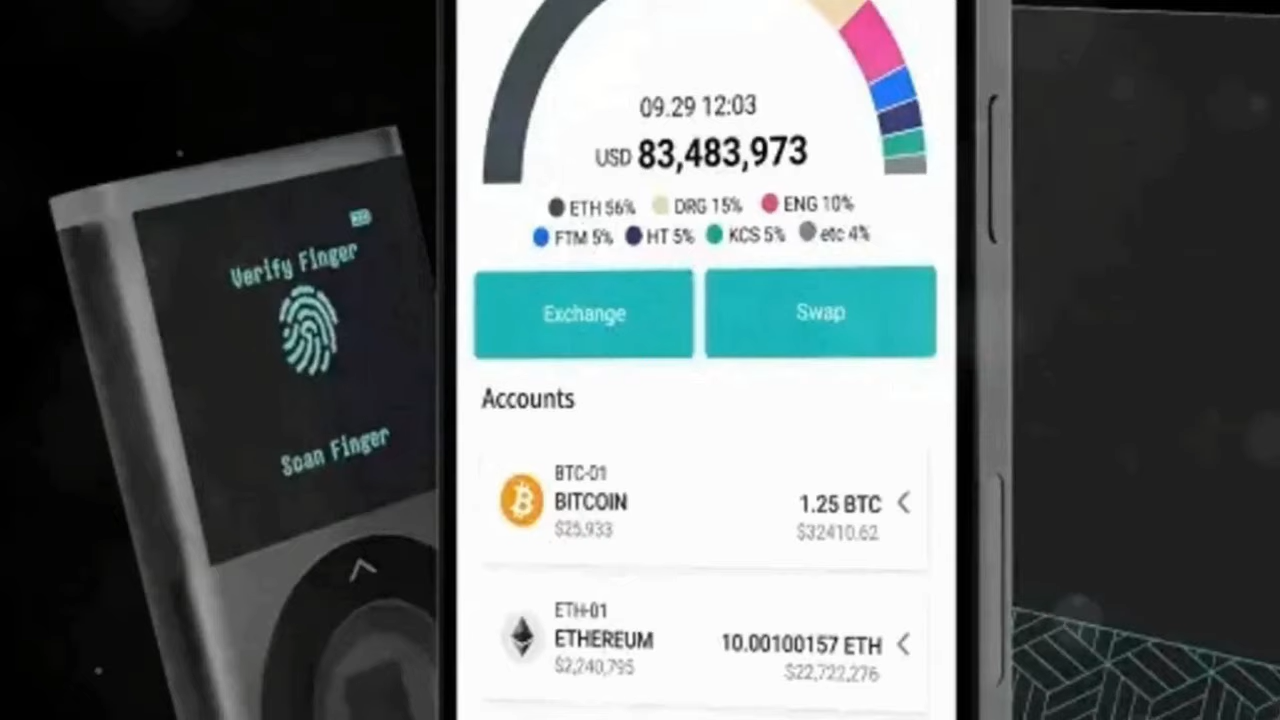 Verify Finger
Scan Finger
09.29 12:03
USD 83,483,973
ETH 56% DRG 15% ENG 10%
FTM 5% HT 5% KCS 5% etc 4%
Exchange Swap
Accounts
BTC-01
BITCOIN 1.25 BTC
$25,933 $32410.62
ETH-01
ETHEREUM 10.00100157 ETH
$2,240,795 $22,722,276